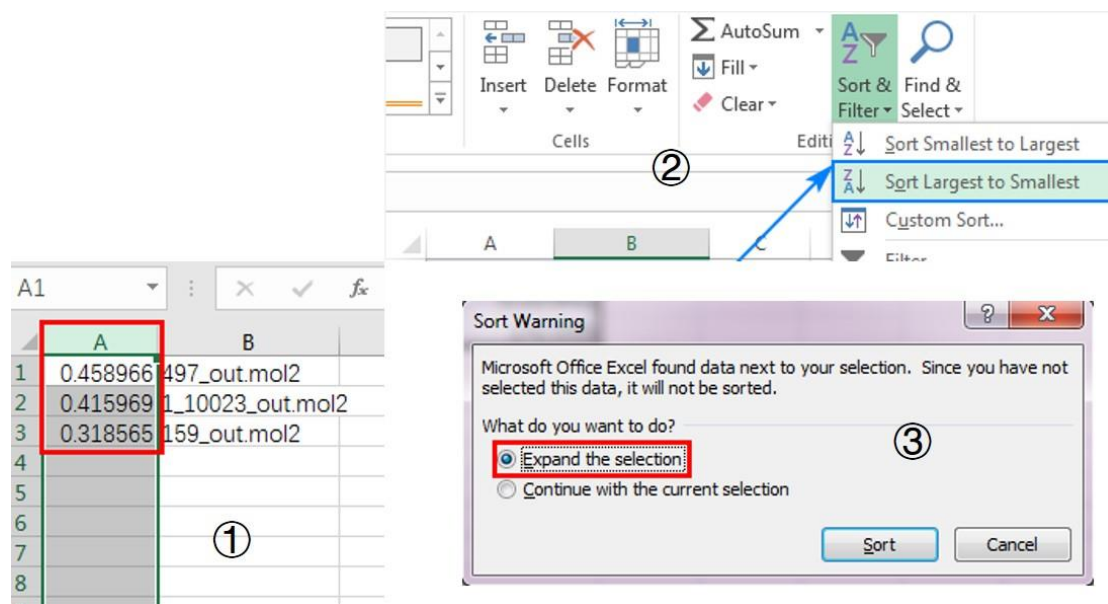 AutoSum
Fill
Clear
Insert Delete Format
Sort & Filter
Find & Select
Cells
Editi
Sort Smallest to Largest
Sort Largest to Smallest
Custom Sort...
Filter
②
A B C
A1
fx
A B
1 0.458966 497_out.mol2
2 0.415969 1_10023_out.mol2
3 0.318565 159_out.mol2
4
5
6
7
8
①
Sort Warning
Microsoft Office Excel found data next to your selection. Since you have not
selected this data, it will not be sorted.
What do you want to do?
Expand the selection
Continue with the current selection
③
Sort Cancel